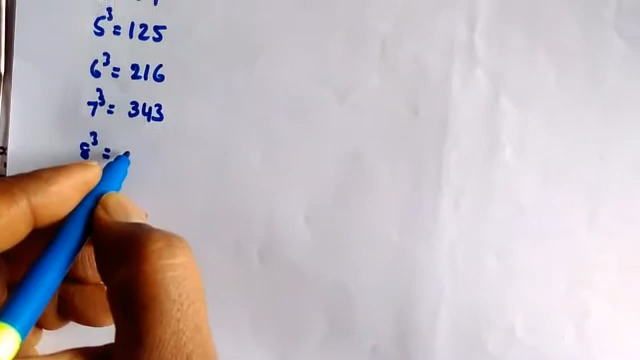 5³ = 125
6³ = 216
7³ = 343
8³ =